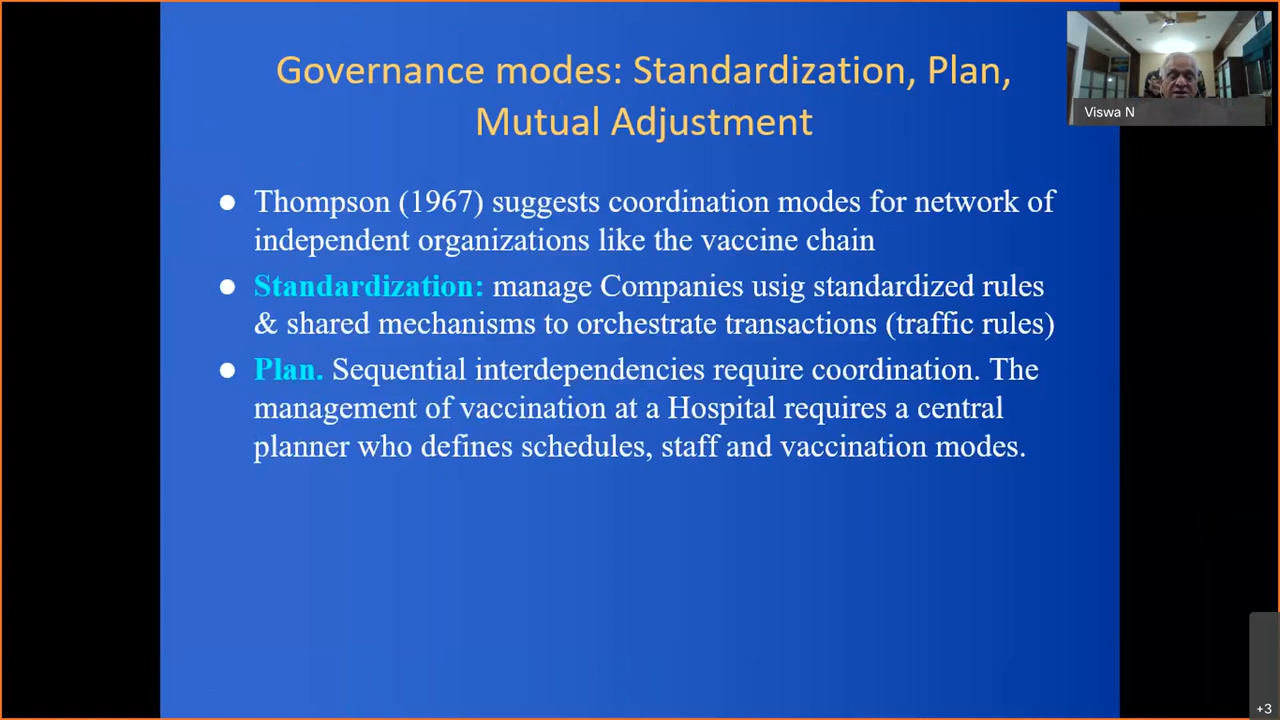 Governance modes: Standardization, Plan,
Mutual Adjustment
Viswa N
● Thompson (1967) suggests coordination modes for network of
independent organizations like the vaccine chain
● Standardization: manage Companies usig standardized rules
& shared mechanisms to orchestrate transactions (traffic rules)
● Plan. Sequential interdependencies require coordination. The
management of vaccination at a Hospital requires a central
planner who defines schedules, staff and vaccination modes.
+3